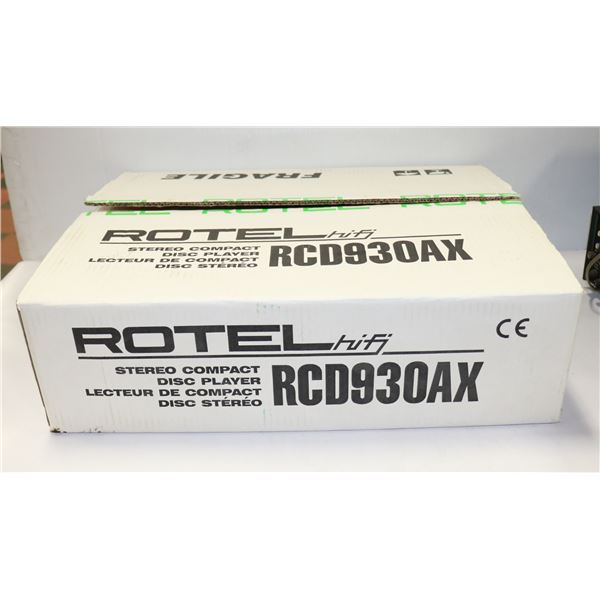 FRAGILE
ROTEL ROTEL ROTEL
ROTEL hifi
STEREO COMPACT
DISC PLAYER
LECTEUR DE COMPACT
DISC STÉRÉO
RCD930AX
ROTEL hifi
STEREO COMPACT
DISC PLAYER
LECTEUR DE COMPACT
DISC STÉRÉO
RCD930AX
CE